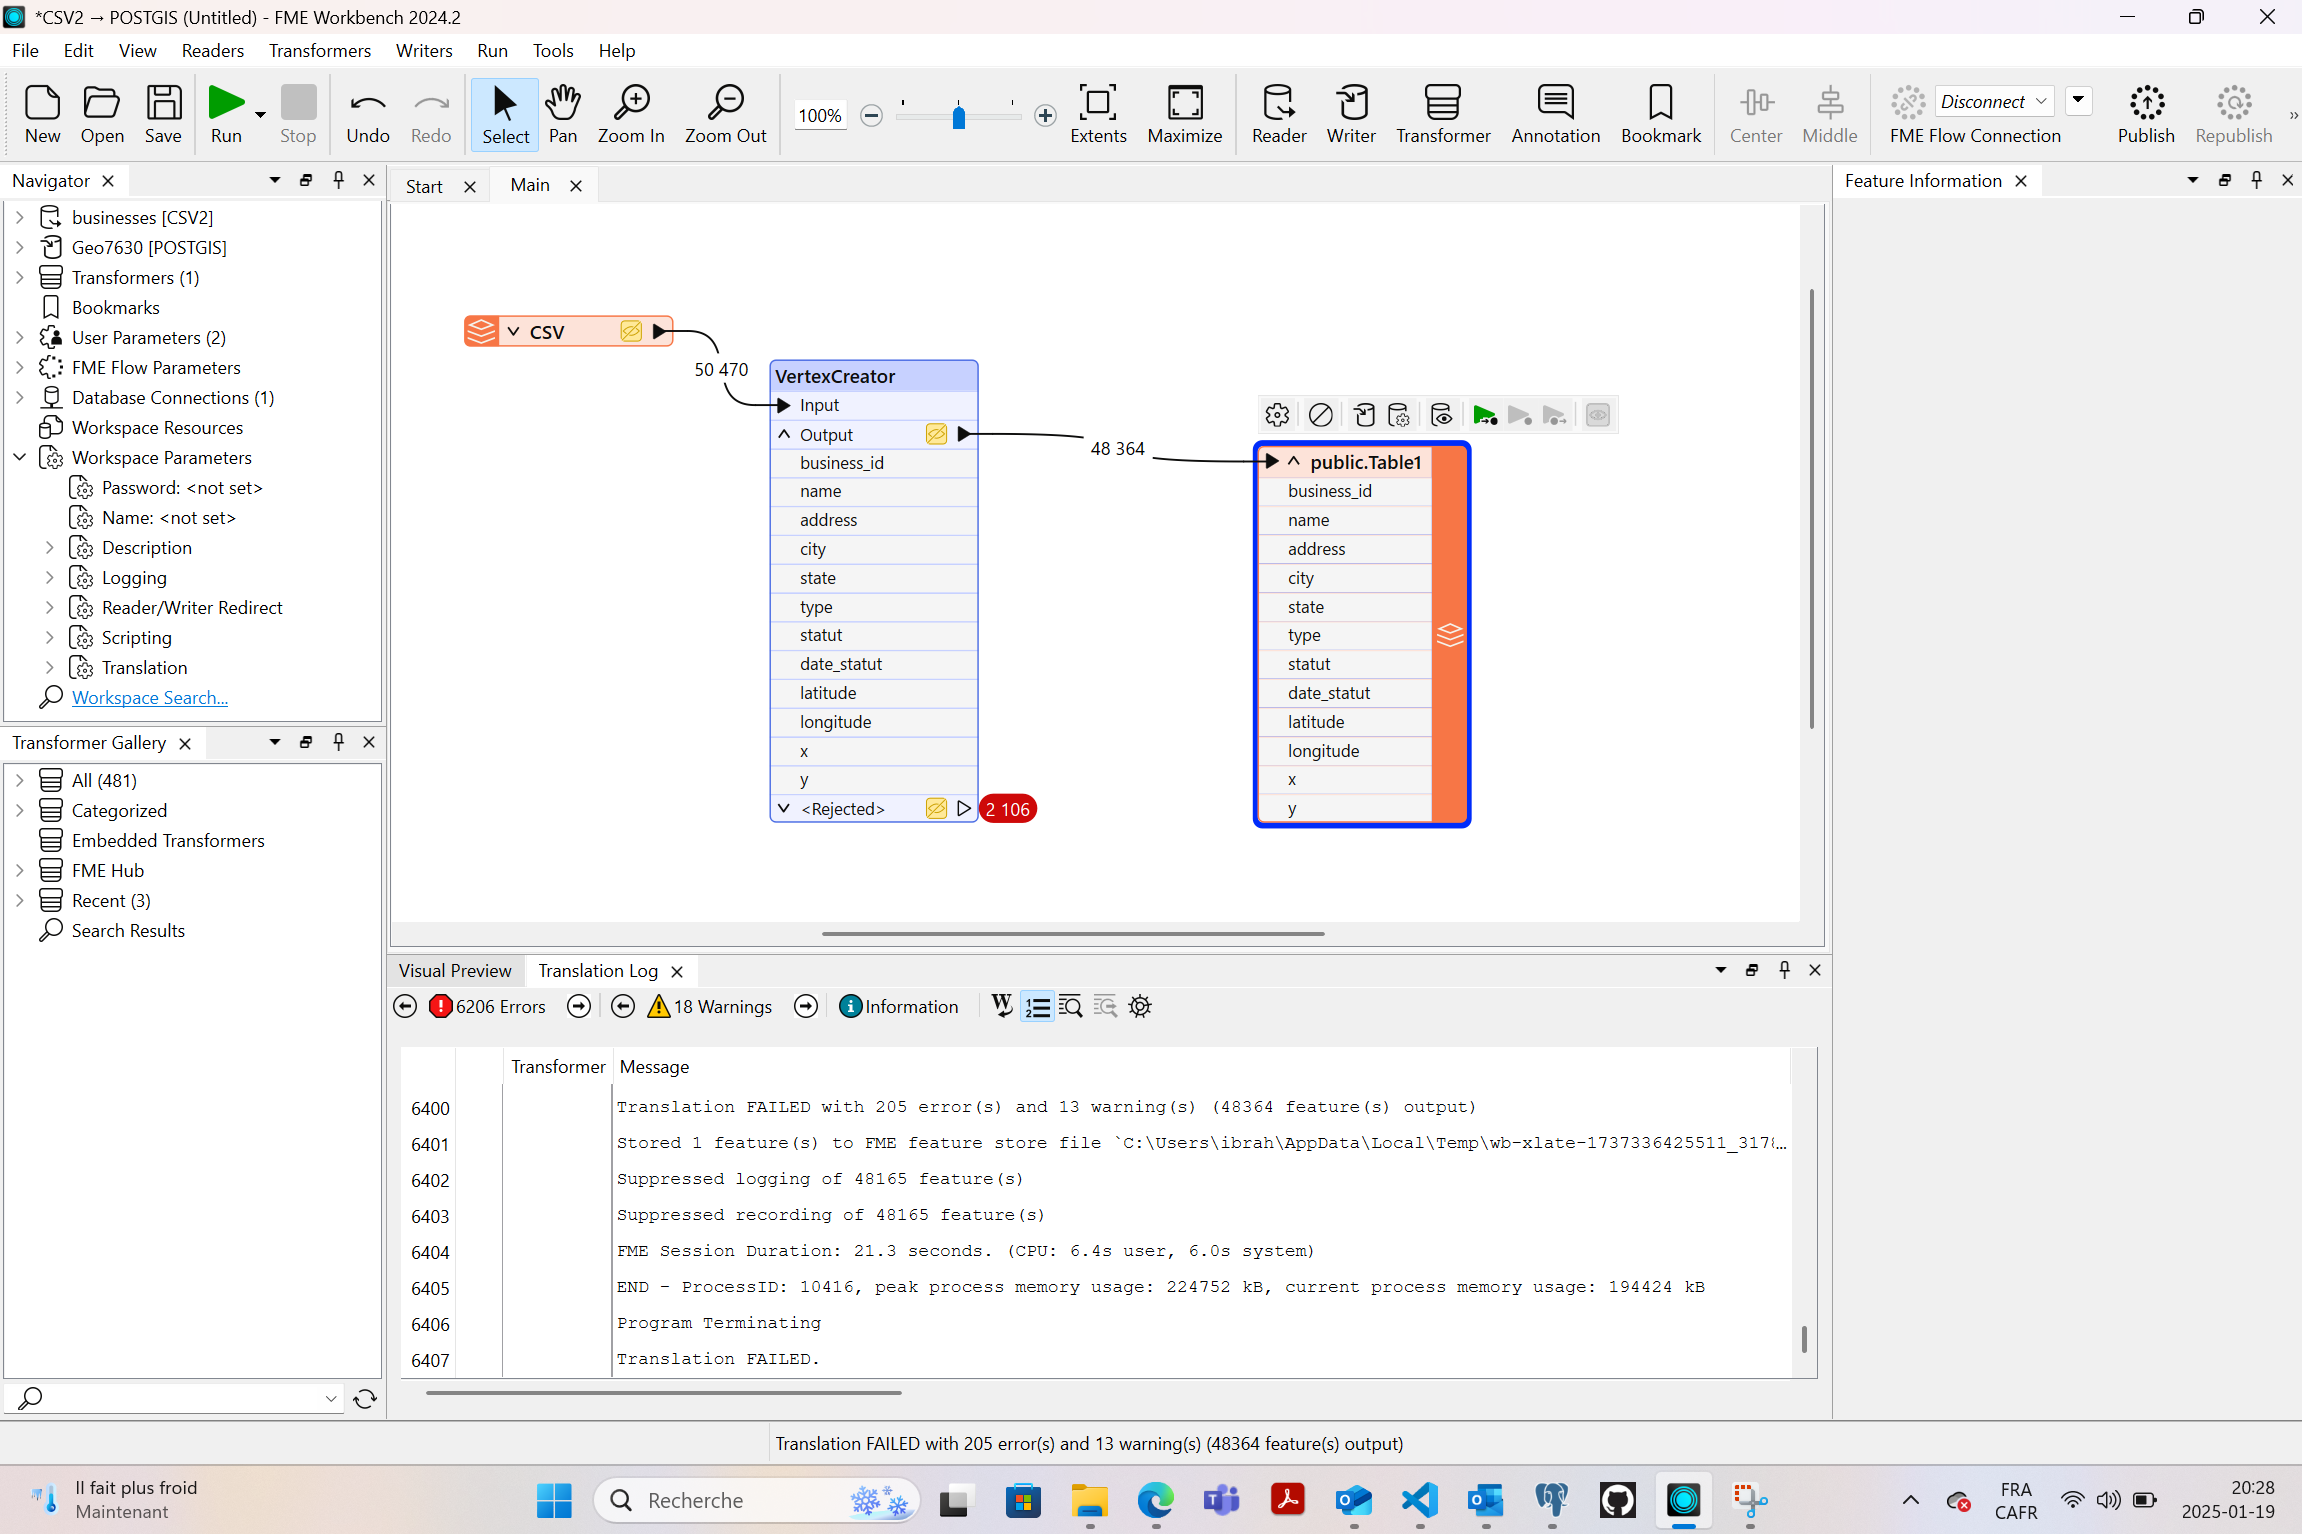 *CSV2 → POSTGIS (Untitled) - FME Workbench 2024.2
File Edit View Readers Transformers Writers Run Tools Help
New Open Save Run Stop Undo Redo Select Pan Zoom In Zoom Out 100% Extents Maximize Reader Writer Transformer Annotation Bookmark Center Middle Disconnect FME Flow Connection Publish Republish »
Navigator
businesses [CSV2]
Geo7630 [POSTGIS]
Transformers (1)
Bookmarks
User Parameters (2)
FME Flow Parameters
Database Connections (1)
Workspace Resources
Workspace Parameters
Password: <not set>
Name: <not set>
Description
Logging
Reader/Writer Redirect
Scripting
Translation
Workspace Search...
Transformer Gallery
All (481)
Categorized
Embedded Transformers
FME Hub
Recent (3)
Search Results
Start Main
CSV
50 470
VertexCreator
Input
Output
business_id
name
address
city
state
type
statut
date_statut
latitude
longitude
x
y
<Rejected>
2 106
48 364
public.Table1
business_id
name
address
city
state
type
statut
date_statut
latitude
longitude
x
y
Feature Information
Visual Preview Translation Log
6206 Errors 18 Warnings Information
Transformer Message
6400 Translation FAILED with 205 error(s) and 13 warning(s) (48364 feature(s) output)
6401 Stored 1 feature(s) to FME feature store file `C:\Users\ibrah\AppData\Local\Temp\wb-xlate-1737336425511_317...
6402 Suppressed logging of 48165 feature(s)
6403 Suppressed recording of 48165 feature(s)
6404 FME Session Duration: 21.3 seconds. (CPU: 6.4s user, 6.0s system)
6405 END - ProcessID: 10416, peak process memory usage: 224752 kB, current process memory usage: 194424 kB
6406 Program Terminating
6407 Translation FAILED.
Translation FAILED with 205 error(s) and 13 warning(s) (48364 feature(s) output)
Il fait plus froid
Maintenant
Recherche
FRA
CAFR
20:28
2025-01-19